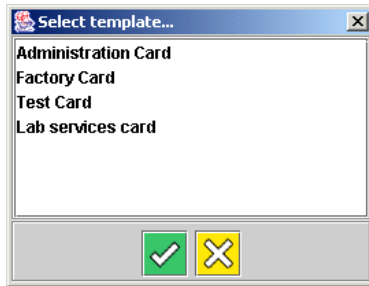 Select template...
Administration Card
Factory Card
Test Card
Lab services card